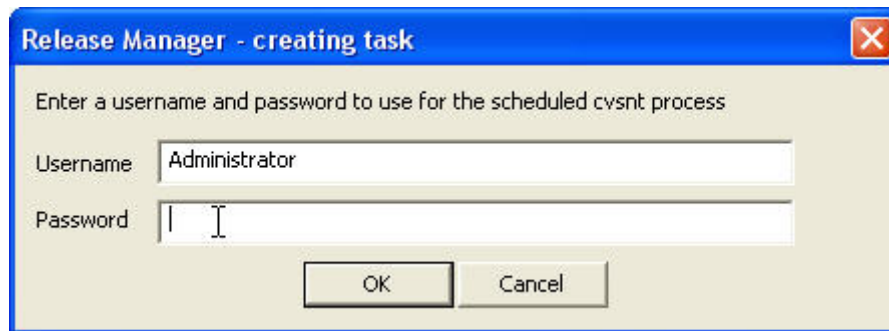 Release Manager - creating task
Enter a username and password to use for the scheduled cvsnt process
Username Administrator
Password
OK Cancel